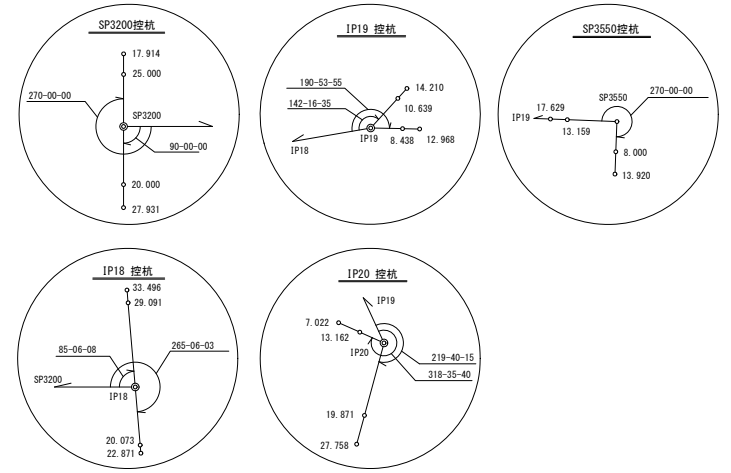 SP3200控杭
17.914
25.000
270-00-00
SP3200
90-00-00
20.000
27.931
IP19 控杭
190-53-55
142-16-35
14.210
10.639
IP18
IP19
8.438
12.968
SP3550控杭
SP3550
270-00-00
17.629
IP19
13.159
8.000
13.920
IP18 控杭
33.496
29.091
85-06-08
265-06-03
SP3200
IP18
20.073
22.871
IP20 控杭
IP19
7.022
13.162
IP20
219-40-15
318-35-40
19.871
27.758